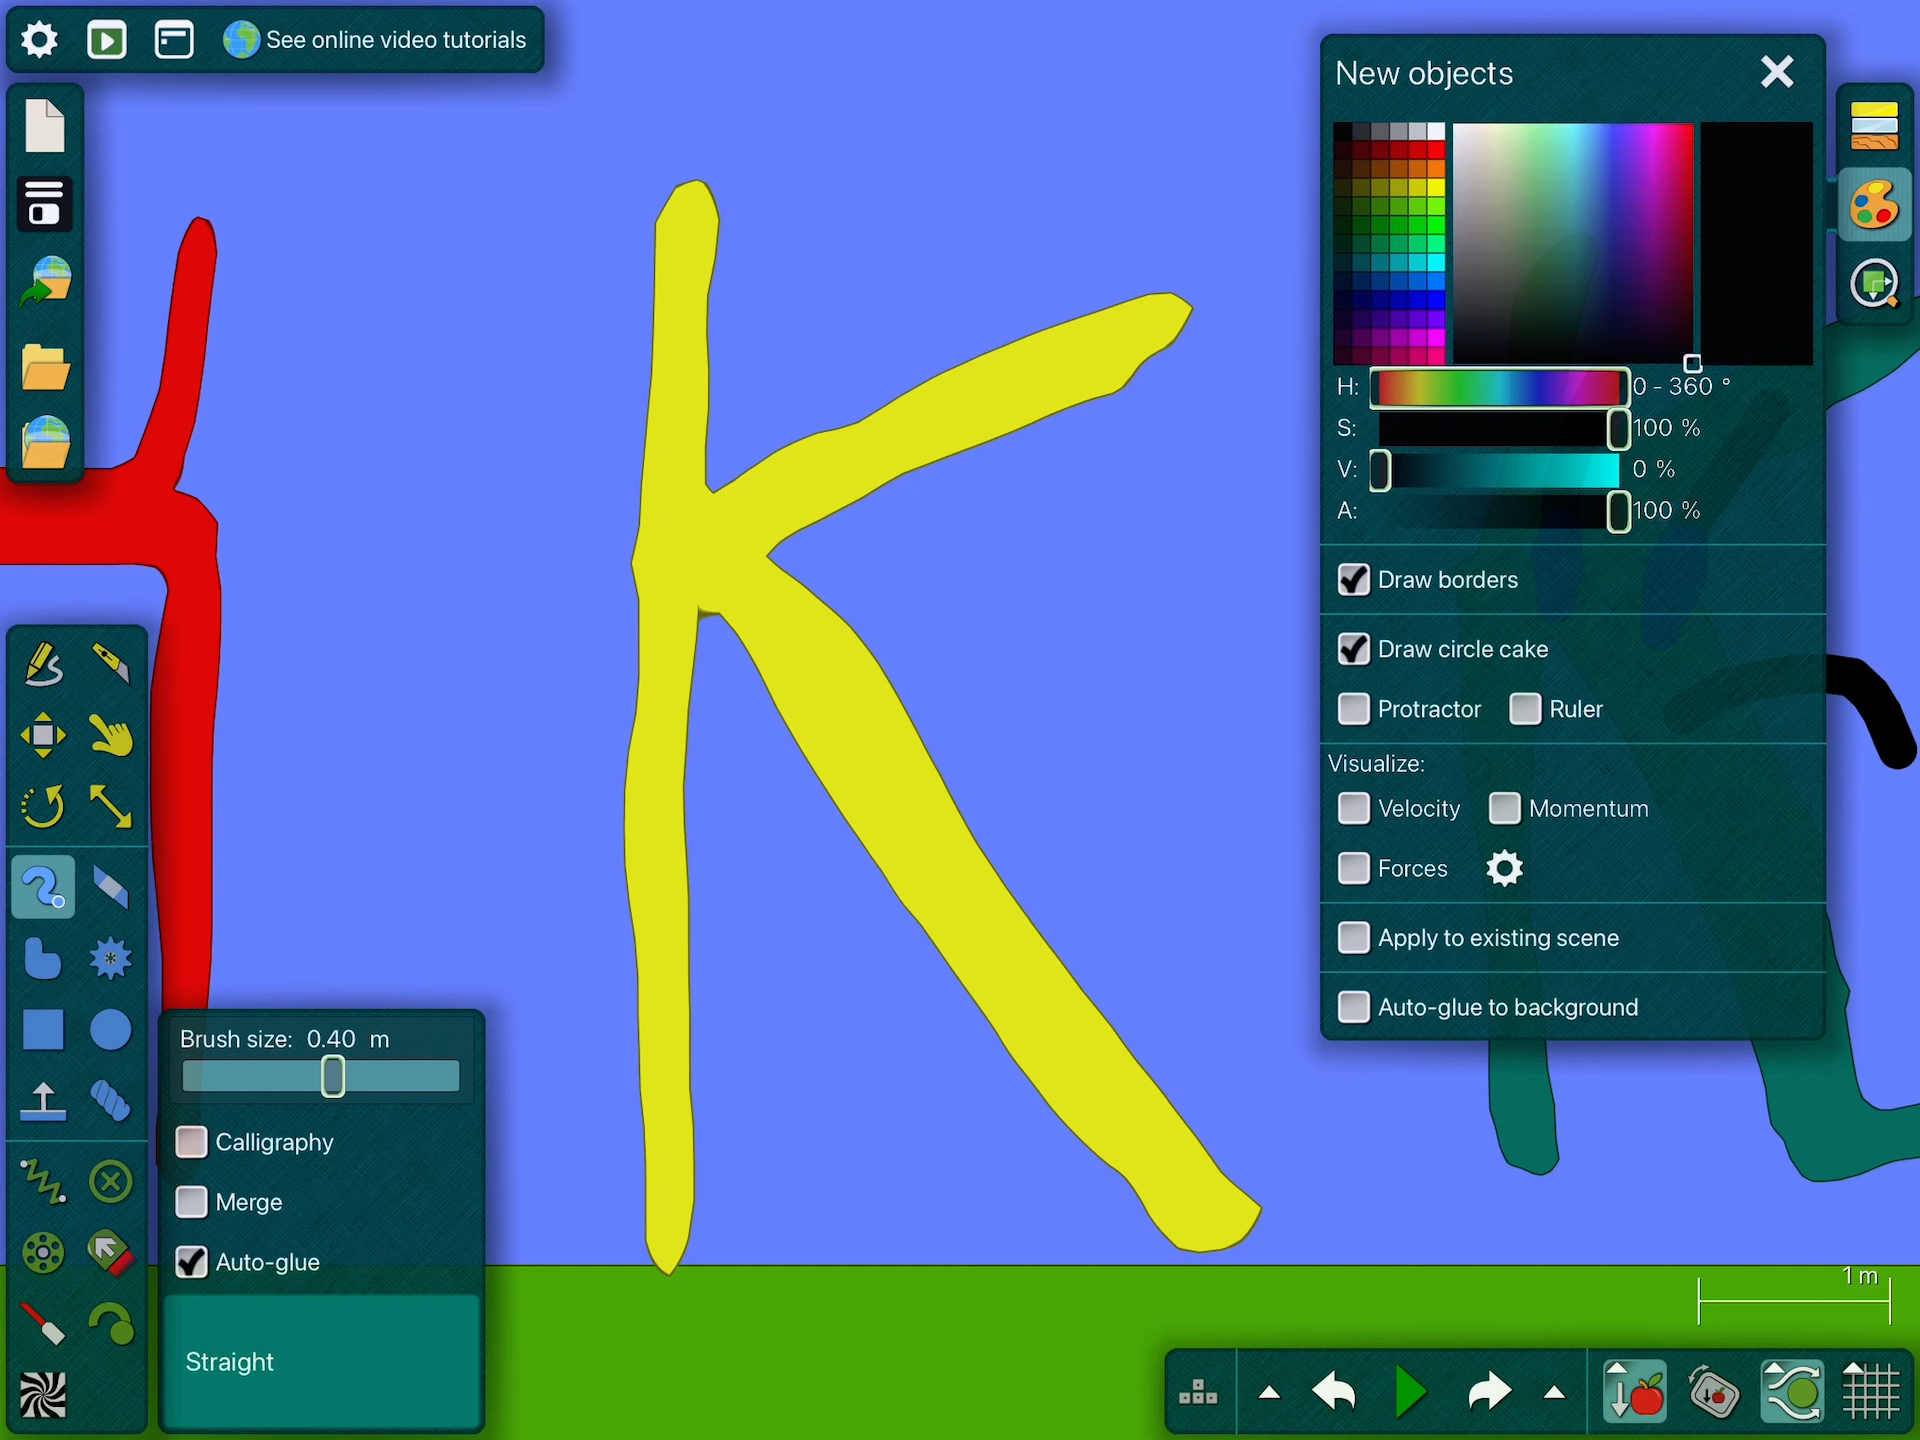 See online video tutorials
New objects
H: 0 - 360 °
S: 100 %
V: 0 %
A: 100 %
Draw borders
Draw circle cake
Protractor Ruler
Visualize:
Velocity Momentum
Forces
Apply to existing scene
Auto-glue to background
K
Brush size: 0.40 m
Calligraphy
Merge
Auto-glue
Straight
1 m